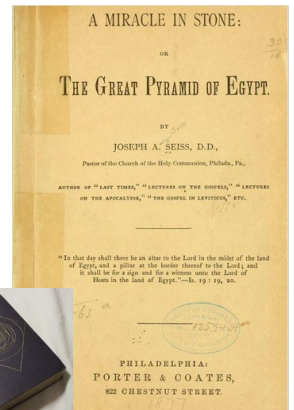 A MIRACLE IN STONE:
OR
THE GREAT PYRAMID OF EGYPT.
BY
JOSEPH A. SEISS, D.D.,
Pastor of the Church of the Holy Communion, Philada., Pa.,
AUTHOR OF "LAST TIMES," "LECTURES ON THE GOSPELS," "LECTURES
ON THE APOCALYPSE," "THE GOSPEL IN LEVITICUS," ETC.
"In that day shall there be an altar to the Lord in the midst of the land
of Egypt, and a pillar at the border thereof to the Lord; and
it shall be for a sign and for a witness unto the Lord of
Hosts in the land of Egypt."—Is. 19 : 19, 20.
PHILADELPHIA:
PORTER & COATES,
822 CHESTNUT STREET.